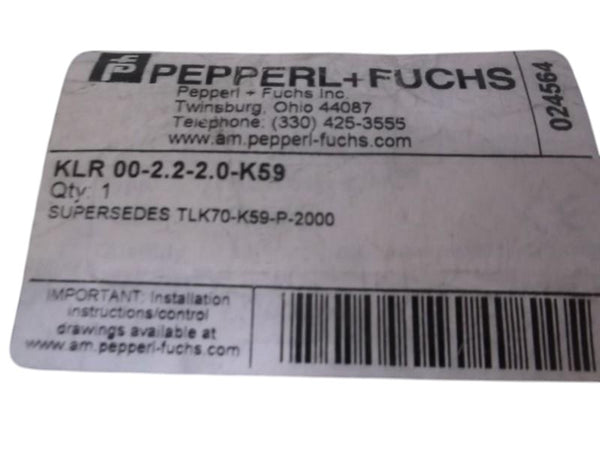 PEPPERL+FUCHS
Pepperl + Fuchs Inc.
Twinsburg, Ohio 44087
Telephone: (330) 425-3555
www.am.pepperl-fuchs.com
024564
KLR 00-2.2-2.0-K59
Qty: 1
SUPERSEDES TLK70-K59-P-2000
IMPORTANT: Installation
instructions/control
drawings available at
www.am.pepperl-fuchs.com